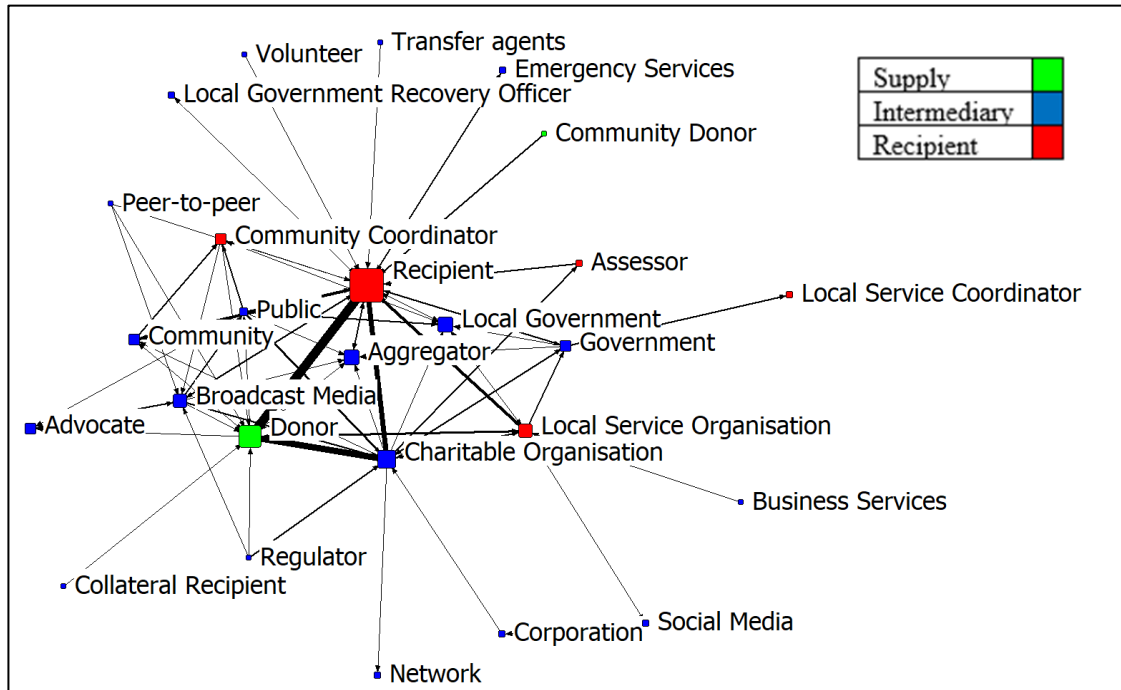 Transfer agents
Volunteer
Emergency Services
Local Government Recovery Officer
Community Donor
Supply
Intermediary
Recipient
Peer-to-peer
Community Coordinator
Recipient
Assessor
Local Service Coordinator
Public
Local Government
Community
Aggregator
Government
Broadcast Media
Advocate
Donor
Local Service Organisation
Charitable Organisation
Business Services
Regulator
Collateral Recipient
Social Media
Corporation
Network